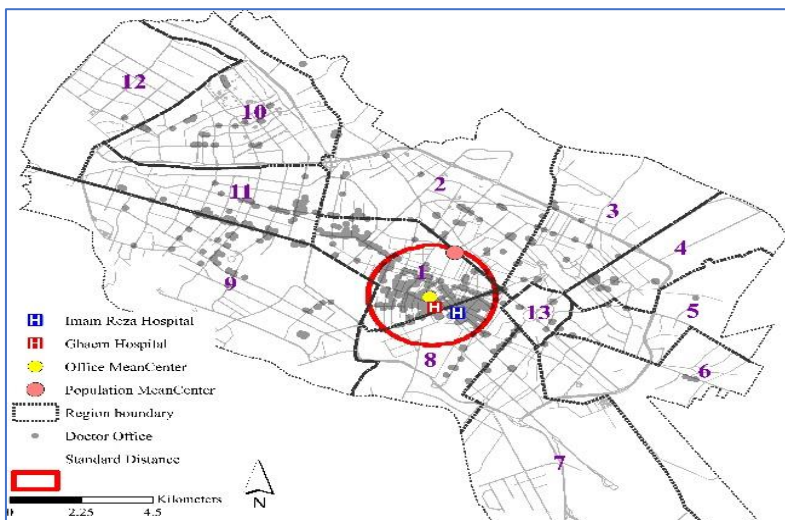 12
10
2
3
11
4
1
9
13
5
8
6
7
H Imam Reza Hospital
H Ghaem Hospital
Office MeanCenter
Population MeanCenter
Region boundary
Doctor Office
Standard Distance
Kilometers
0 2.25 4.5
N
H
H